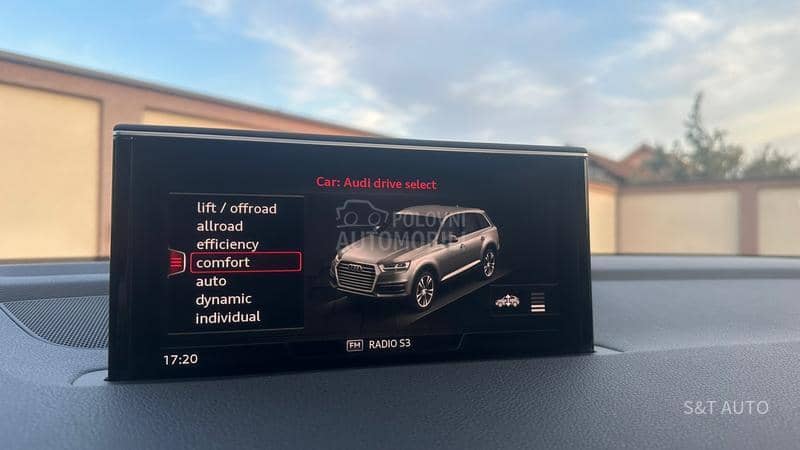 Car: Audi drive select
lift / offroad
allroad
efficiency
comfort
auto
dynamic
individual
POLOVNI
AUTOMOBILI
17:20
FM RADIO S3
S&T AUTO